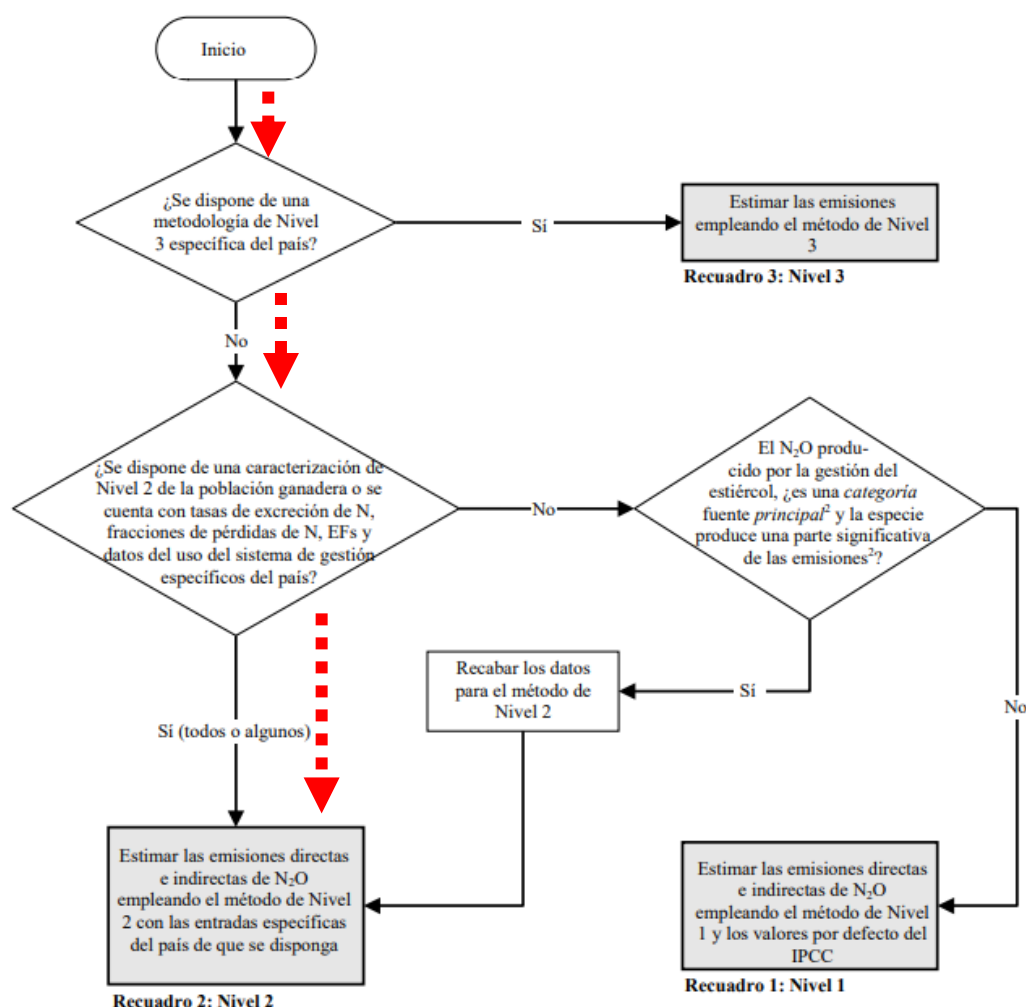 Inicio
¿Se dispone de una
metodología de Nivel
3 específica del país?
Sí
Estimar las emisiones
empleando el método de Nivel
3
Recuadro 3: Nivel 3
No
¿Se dispone de una caracterización de
Nivel 2 de la población ganadera o se
cuenta con tasas de excreción de N,
fracciones de pérdidas de N, EFs y
datos del uso del sistema de gestión
específicos del país?
No
El N₂O produ-
cido por la gestión del
estiércol, ¿es una categoría
fuente principal² y la especie
produce una parte significativa
de las emisiones²?
Recabar los datos
para el método de
Nivel 2
Sí
No
Sí (todos o algunos)
Estimar las emisiones directas
e indirectas de N₂O
empleando el método de Nivel
2 con las entradas específicas
del país de que se disponga
Recuadro 2: Nivel 2
Estimar las emisiones directas
e indirectas de N₂O
empleando el método de Nivel
1 y los valores por defecto del
IPCC
Recuadro 1: Nivel 1